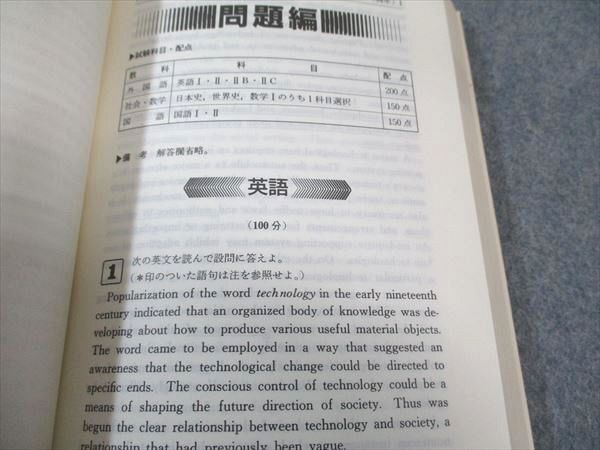 問題編
▶試験科目・配点
教科 科目 配点
外国語 英語Ⅰ・Ⅱ・ⅡB・ⅡC 200点
社会・数学 日本史，世界史，数学Ⅰのうち1科目選択 150点
国語 国語Ⅰ・Ⅱ 150点
▶備考 解答欄省略。
英語
(100分)
1 次の英文を読んで設問に答えよ。
(＊印のついた語句は注を参照せよ。)
Popularization of the word technology in the early nineteenth
century indicated that an organized body of knowledge was de-
veloping about how to produce various useful material objects.
The word came to be employed in a way that suggested an
awareness that the technological change could be directed to
specific ends. The conscious control of technology could be a
means of shaping the future direction of society. Thus was
begun the clear relationship between technology and society, a
relationship that had previously been vague.